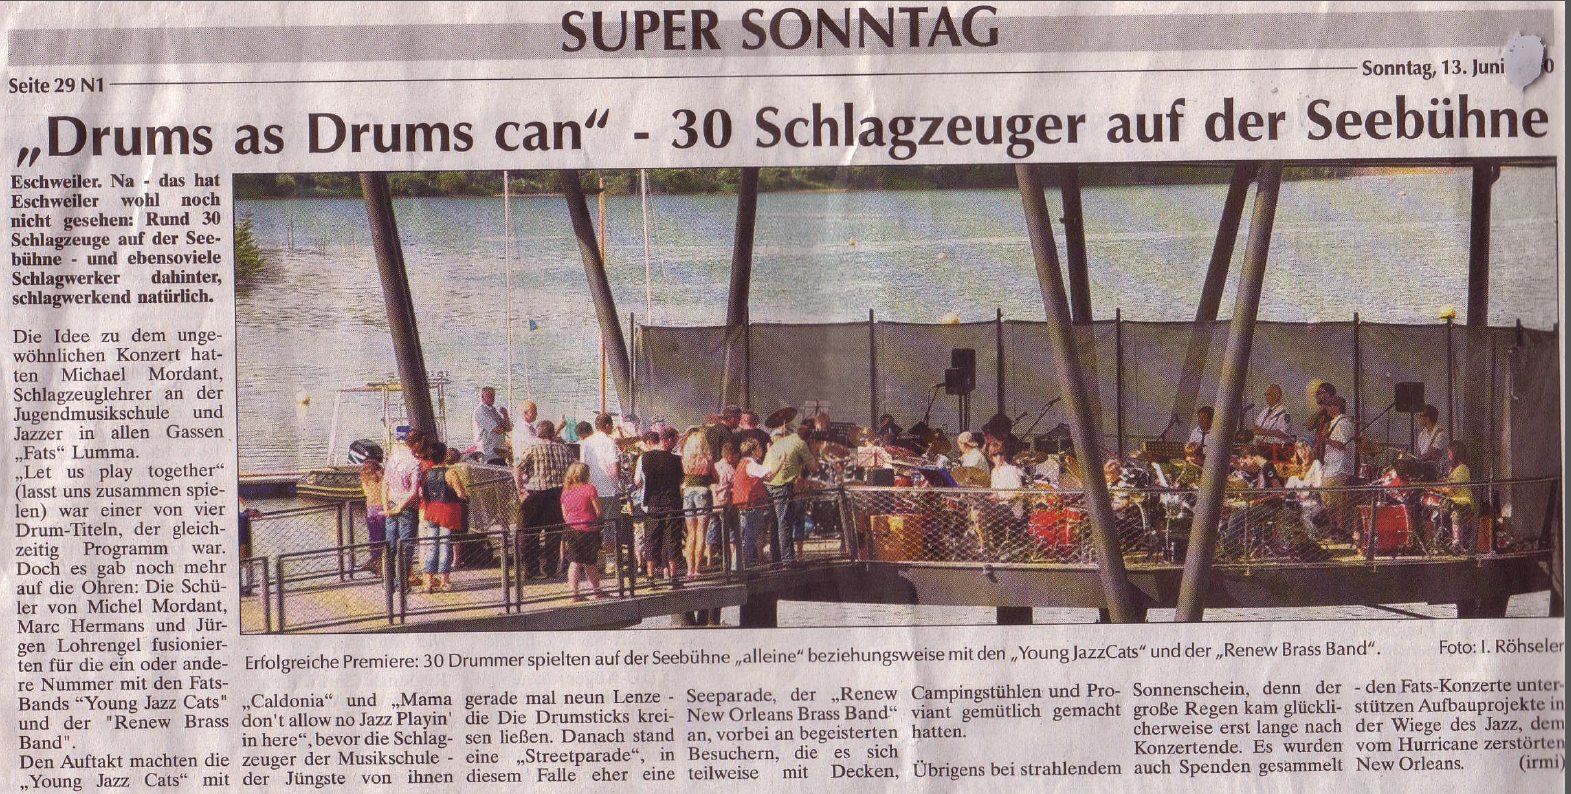 SUPER SONNTAG
Seite 29 N1
Sonntag, 13. Juni 0
„Drums as Drums can“ - 30 Schlagzeuger auf der Seebühne
Eschweiler. Na - das hat
Eschweiler wohl noch
nicht gesehen: Rund 30
Schlagzeuge auf der See-
bühne - und ebensoviele
Schlagwerker dahinter,
schlagwerkend natürlich.
Die Idee zu dem unge-
wöhnlichen Konzert hat-
ten Michael Mordant,
Schlagzeuglehrer an der
Jugendmusikschule und
Jazzer in allen Gassen
„Fats“ Lumma.
„Let us play together“
(lasst uns zusammen spie-
len) war einer von vier
Drum-Titeln, der gleich-
zeitig Programm war.
Doch es gab noch mehr
auf die Ohren: Die Schü-
ler von Michel Mordant,
Marc Hermans und Jür-
gen Lohrengel fusionier-
ten für die ein oder ande-
re Nummer mit den Fats-
Bands “Young Jazz Cats"
und der "Renew Brass
Band".
Den Auftakt machten die
„Young Jazz Cats“ mit
Erfolgreiche Premiere: 30 Drummer spielten auf der Seebühne „alleine“ beziehungsweise mit den „Young JazzCats“ und der „Renew Brass Band“.
Foto: I. Röhseler
„Caldonia“ und „Mama
don't allow no Jazz Playin'
in here“, bevor die Schlag-
zeuger der Musikschule -
der Jüngste von ihnen
gerade mal neun Lenze -
die Die Drumsticks krei-
sen ließen. Danach stand
eine „Streetparade“, in
diesem Falle eher eine
Seeparade, der „Renew
New Orleans Brass Band“
an, vorbei an begeisterten
Besuchern, die es sich
teilweise mit Decken,
Campingstühlen und Pro-
viant gemütlich gemacht
hatten.
Übrigens bei strahlendem
Sonnenschein, denn der
große Regen kam glückli-
cherweise erst lange nach
Konzertende. Es wurden
auch Spenden gesammelt
- den Fats-Konzerte unter-
stützen Aufbauprojekte in
der Wiege des Jazz, dem
vom Hurricane zerstörten
New Orleans. (irmi)